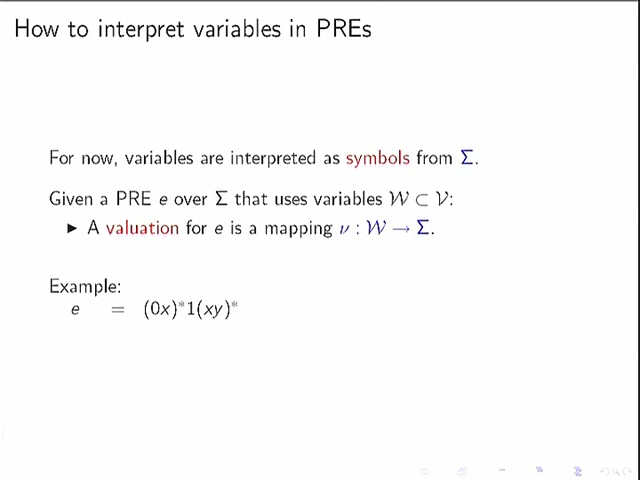 How to interpret variables in PREs
For now, variables are interpreted as symbols from Σ.
Given a PRE e over Σ that uses variables 𝒲 ⊂ 𝒱:
▶ A valuation for e is a mapping ν : 𝒲 → Σ.
Example:
e = (0x)*1(xy)*